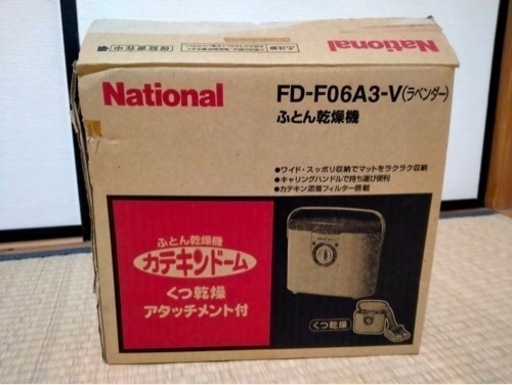 National
National
FD-F06A3-V(ラベンダー)
ふとん乾燥機
●ワイド・スッポリ収納でマットをラクラク収納
●キャリングハンドルで持ち運び便利
●カテキン添着フィルター搭載
ふとん乾燥機
カテキンドーム
くつ乾燥
アタッチメント付
くつ乾燥